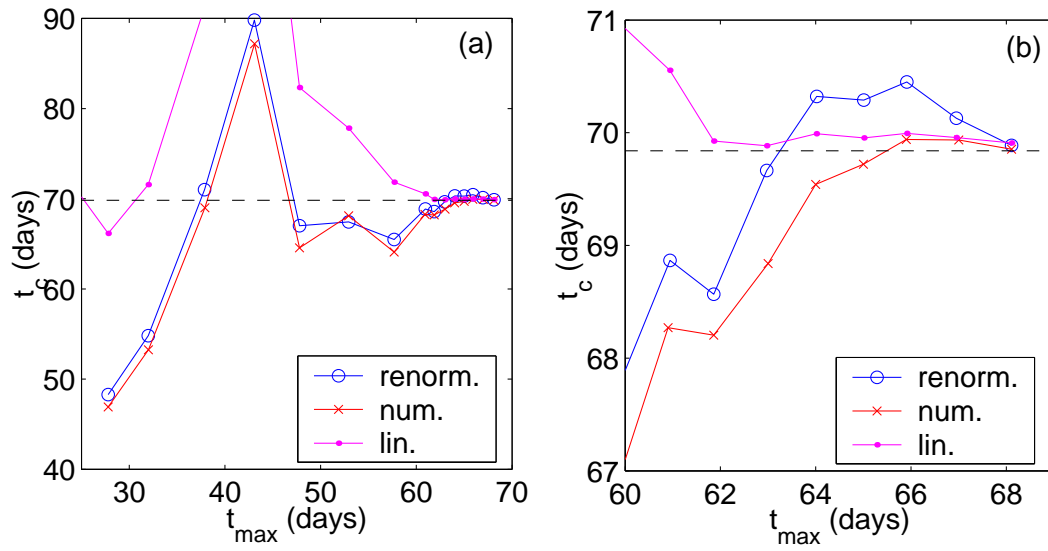 90
80
70
60
50
40
t_c (days)
30
40
50
60
70
t_max (days)
(a)
renorm.
num.
lin.
71
70
69
68
67
t_c (days)
60
62
64
66
68
t_max (days)
(b)
renorm.
num.
lin.